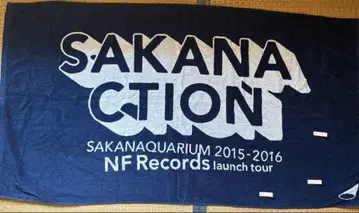 SAKANA
CTION
SAKANAQUARIUM 2015-2016
NF Records launch tour